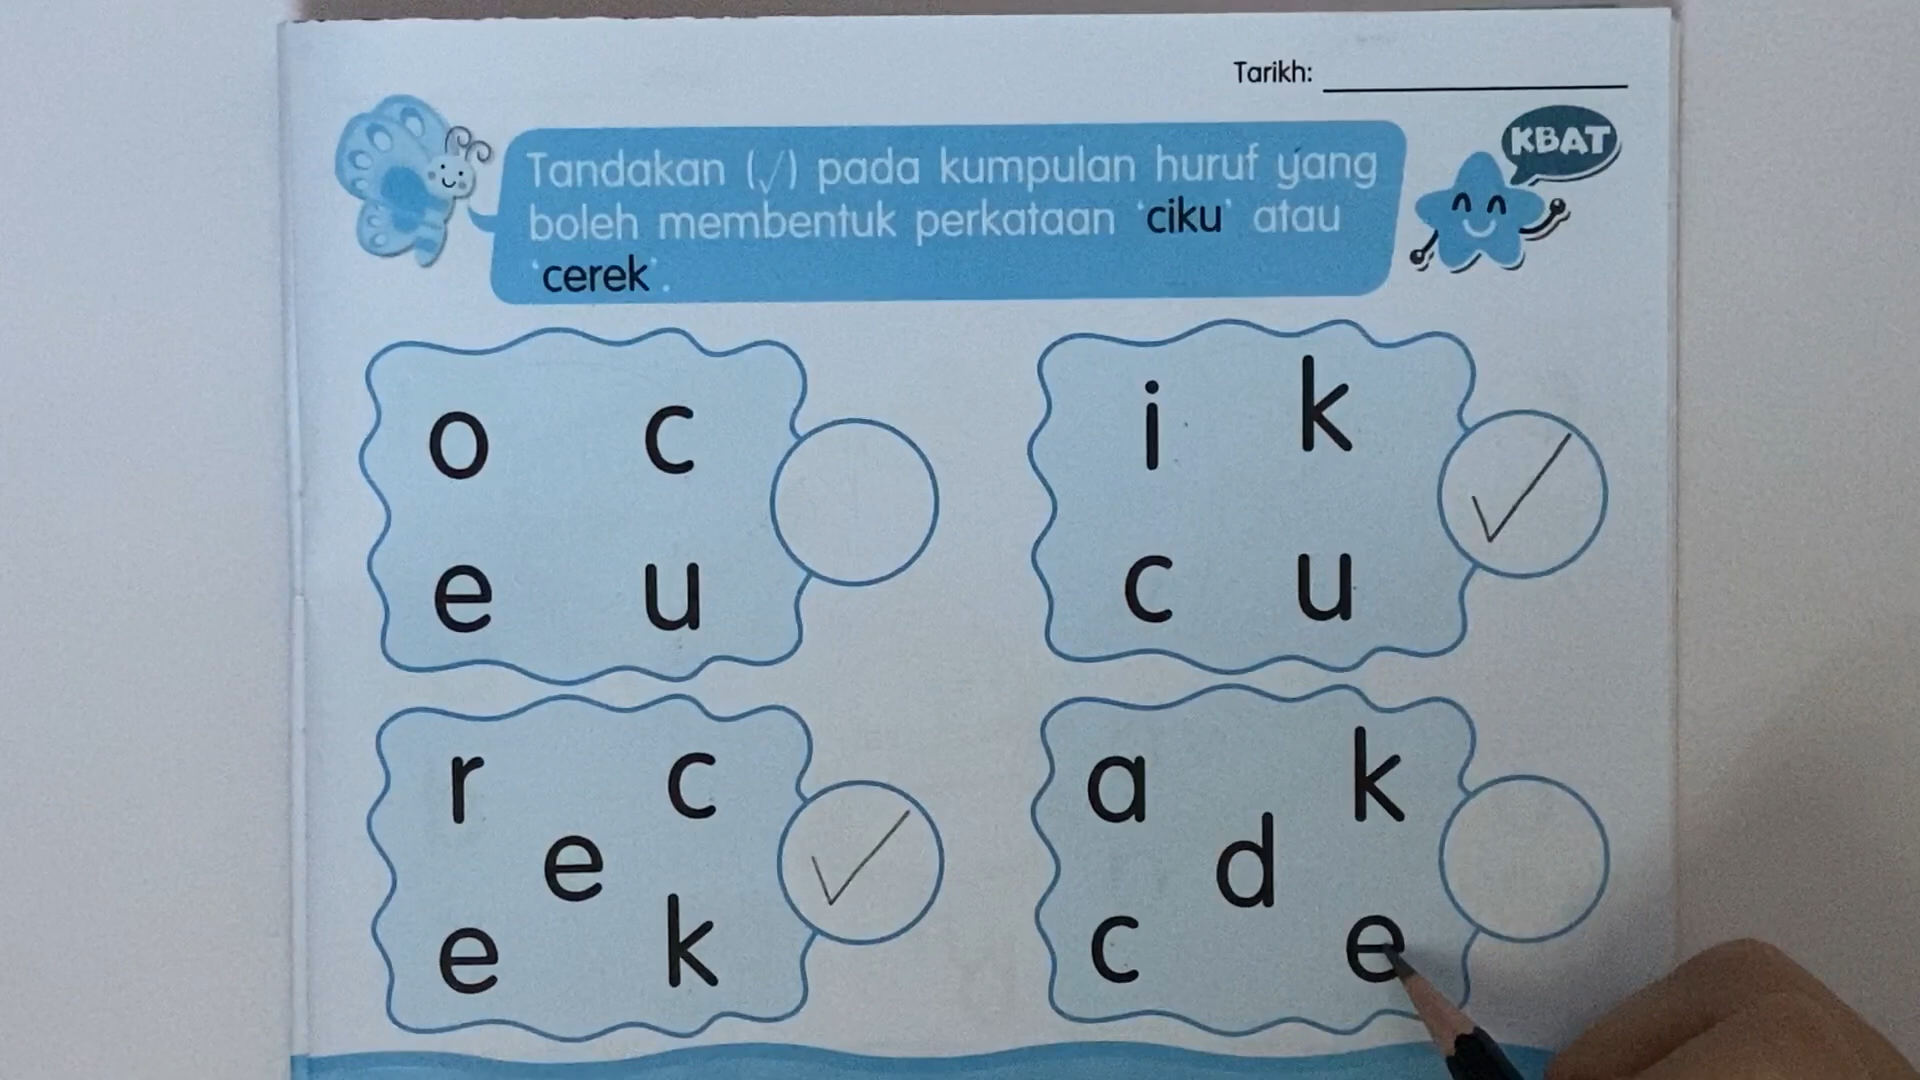 Tarikh:
KBAT
Tandakan (√) pada kumpulan huruf yang
boleh membentuk perkataan 'ciku' atau
'cerek'.
o c
e u
i k
c u
r c
e
e k
a k
d
c e